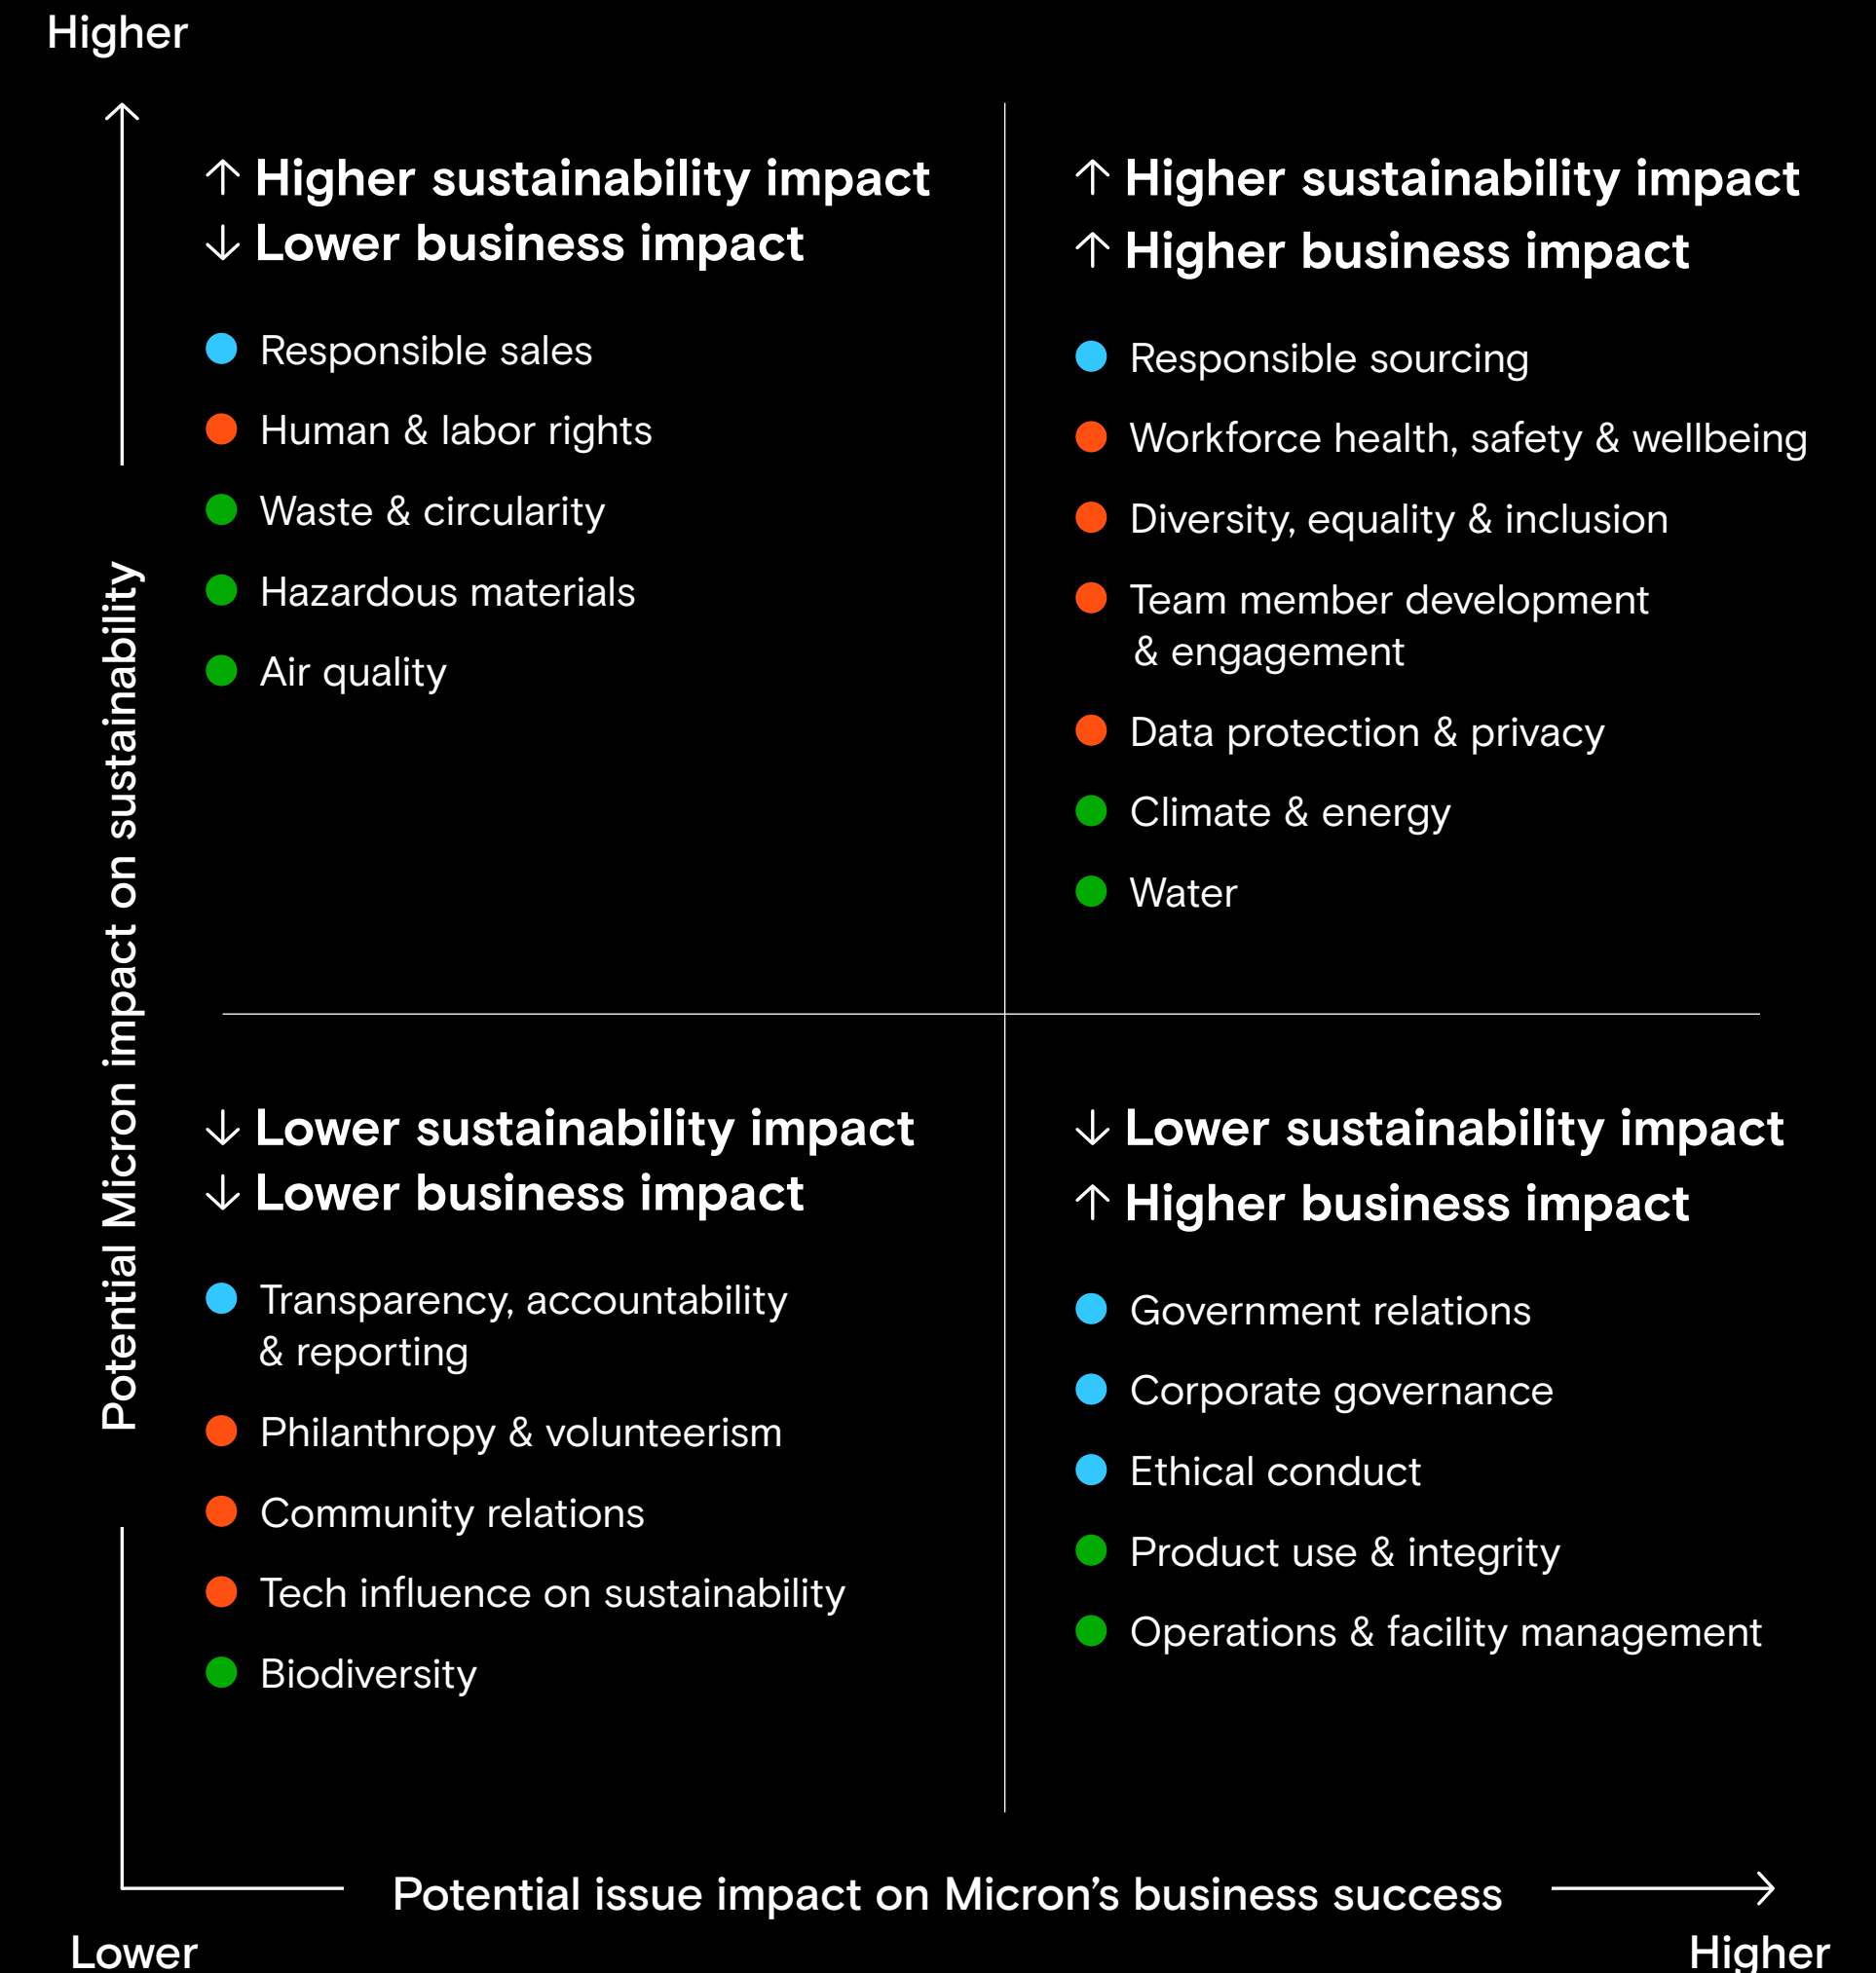 Higher
Potential Micron impact on sustainability
↑ Higher sustainability impact
↓ Lower business impact
Responsible sales
Human & labor rights
Waste & circularity
Hazardous materials
Air quality
↑ Higher sustainability impact
↑ Higher business impact
Responsible sourcing
Workforce health, safety & wellbeing
Diversity, equality & inclusion
Team member development
& engagement
Data protection & privacy
Climate & energy
Water
↓ Lower sustainability impact
↓ Lower business impact
Transparency, accountability
& reporting
Philanthropy & volunteerism
Community relations
Tech influence on sustainability
Biodiversity
↓ Lower sustainability impact
↑ Higher business impact
Government relations
Corporate governance
Ethical conduct
Product use & integrity
Operations & facility management
Potential issue impact on Micron’s business success
Lower
Higher